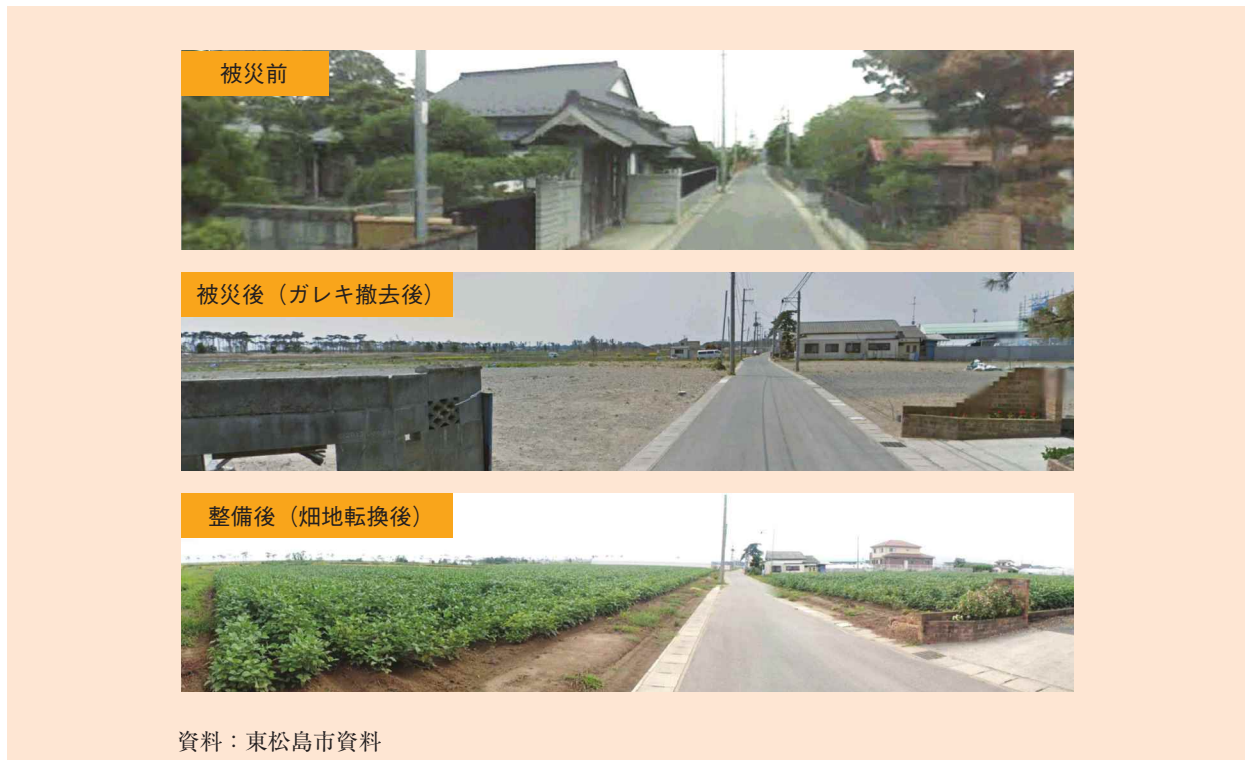 被災前
被災後（ガレキ撤去後）
整備後（畑地転換後）
資料：東松島市資料